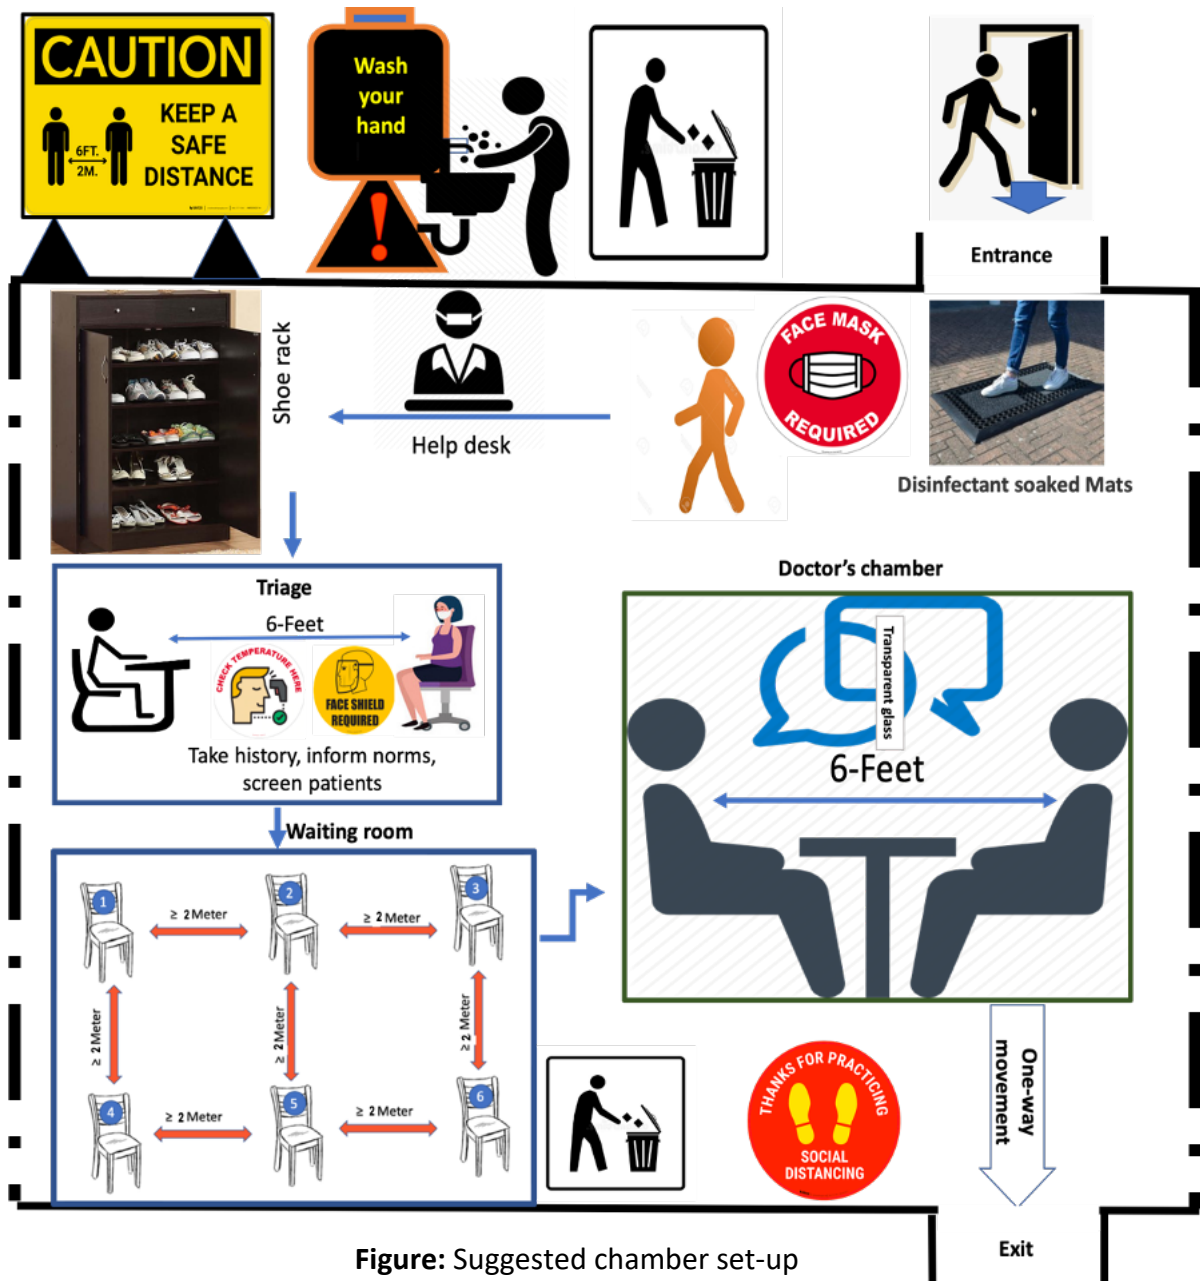 CAUTION
KEEP A
SAFE
DISTANCE
6FT.
2M.
Wash
your
hand
Entrance
Shoe rack
Help desk
FACE MASK
REQUIRED
Disinfectant soaked Mats
Triage
6-Feet
CHECK TEMPERATURE HERE
FACE SHIELD
REQUIRED
Take history, inform norms,
screen patients
Doctor's chamber
Transparent glass
6-Feet
Waiting room
1
2
3
≥ 2 Meter
≥ 2 Meter
≥ 2 Meter
≥ 2 Meter
≥ 2 Meter
4
5
6
≥ 2 Meter
≥ 2 Meter
THANKS FOR PRACTICING
SOCIAL
DISTANCING
One-way
movement
Exit
Figure: Suggested chamber set-up